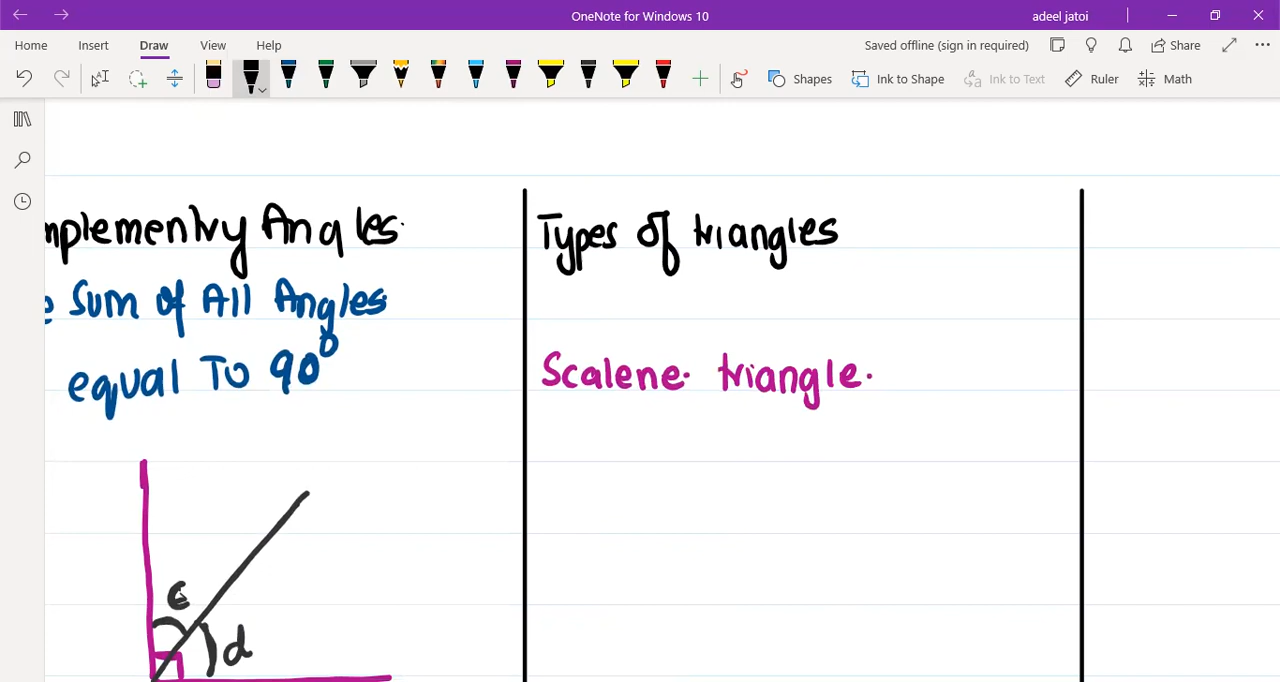 OneNote for Windows 10
adeel jatoi
Home Insert Draw View Help
Saved offline (sign in required) Share
Shapes Ink to Shape Ink to Text Ruler Math
mplementry Angles.
e Sum of All Angles
equal To 90°
Types of triangles
Scalene. triangle.
d